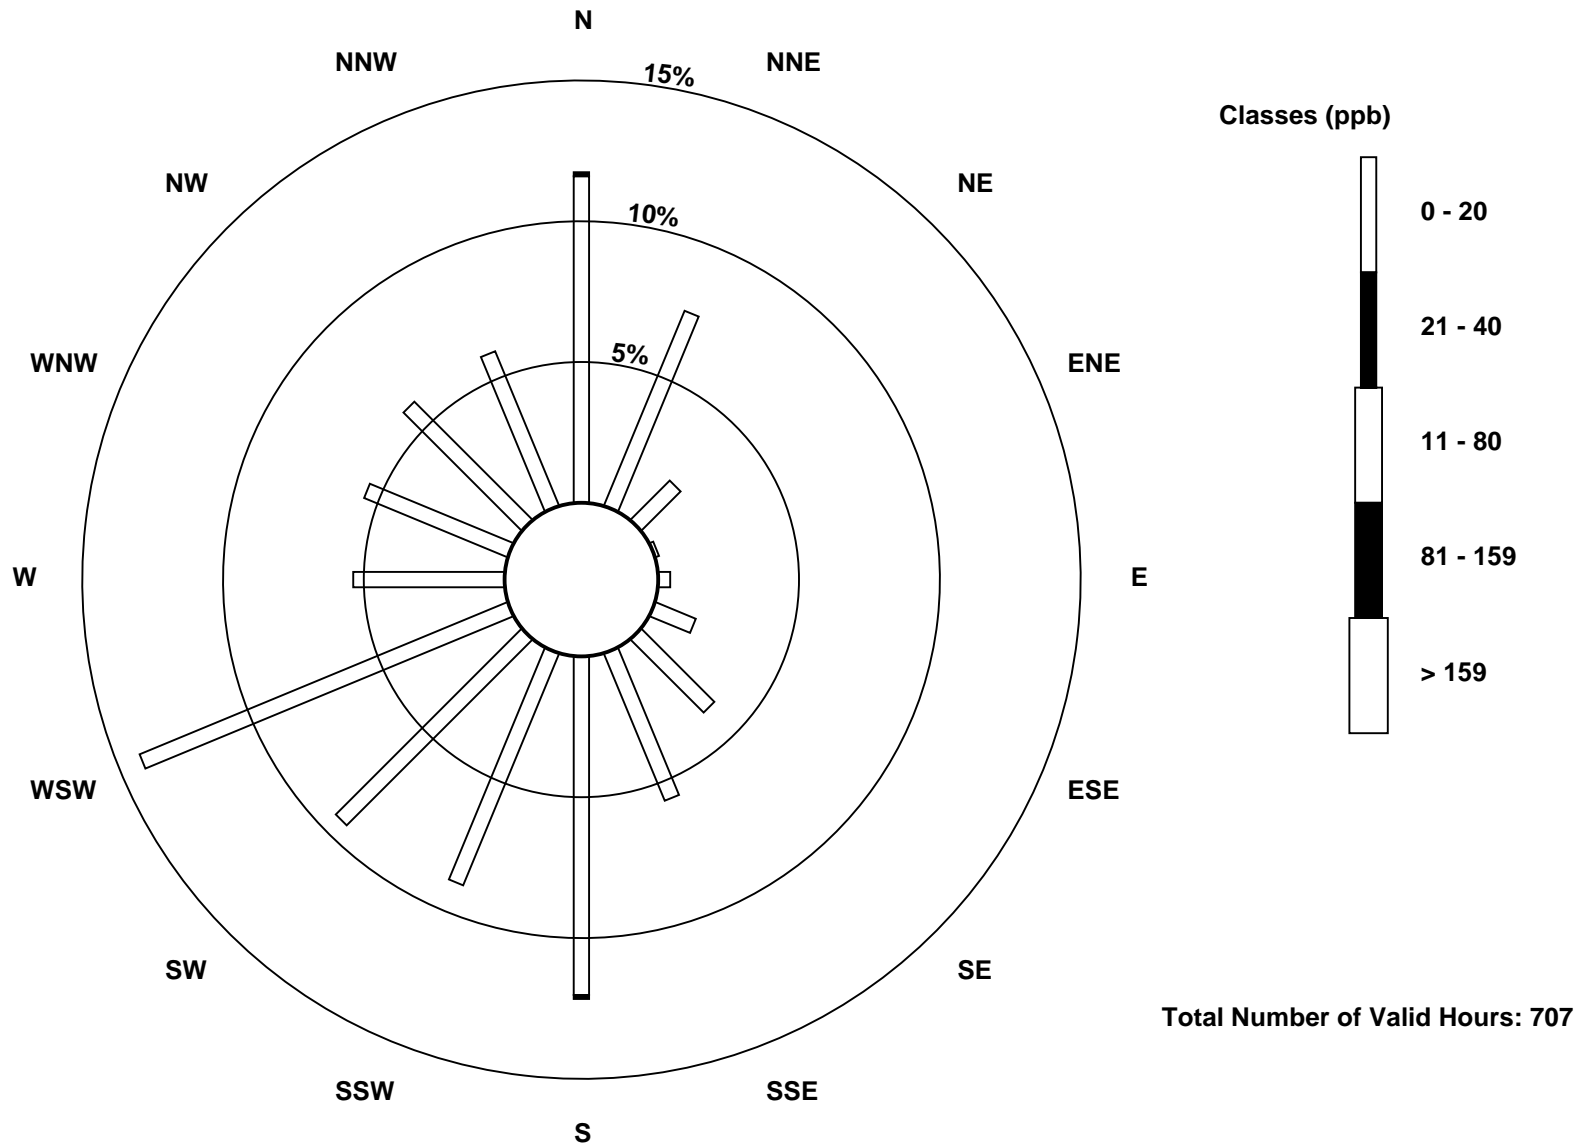 N
NNW
NNE
15%
Classes (ppb)
NW
NE
0 - 20
10%
21 - 40
5%
WNW
ENE
11 - 80
81 - 159
W
E
> 159
WSW
ESE
SW
SE
Total Number of Valid Hours: 707
SSW
SSE
S